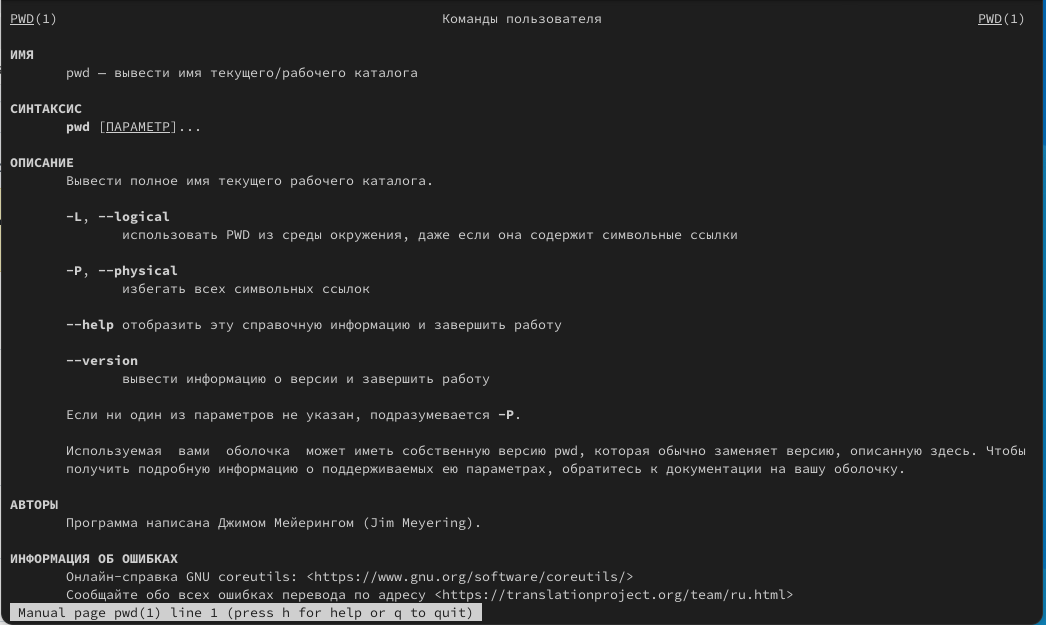 PWD(1) Команды пользователя PWD(1)
ИМЯ
pwd — вывести имя текущего/рабочего каталога
СИНТАКСИС
pwd [ПАРАМЕТР]...
ОПИСАНИЕ
Вывести полное имя текущего рабочего каталога.
-L, --logical
использовать PWD из среды окружения, даже если она содержит символьные ссылки
-P, --physical
избегать всех символьных ссылок
--help отобразить эту справочную информацию и завершить работу
--version
вывести информацию о версии и завершить работу
Если ни один из параметров не указан, подразумевается -P.
Используемая вами оболочка может иметь собственную версию pwd, которая обычно заменяет версию, описанную здесь. Чтобы
получить подробную информацию о поддерживаемых ею параметрах, обратитесь к документации на вашу оболочку.
АВТОРЫ
Программа написана Джимом Мейерингом (Jim Meyering).
ИНФОРМАЦИЯ ОБ ОШИБКАХ
Онлайн-справка GNU coreutils: <https://www.gnu.org/software/coreutils/>
Сообщайте обо всех ошибках перевода по адресу <https://translationproject.org/team/ru.html>
Manual page pwd(1) line 1 (press h for help or q to quit)